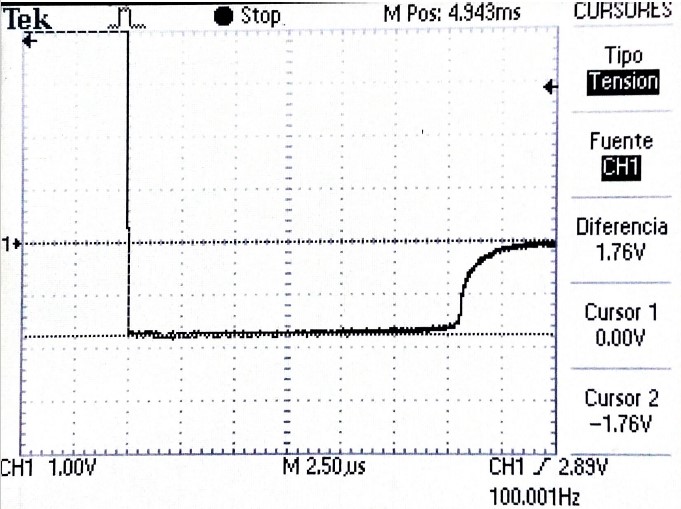 Tek Stop M Pos: 4.943ms CURSORES
Tipo
Tension
Fuente
CH1
Diferencia
1.76V
Cursor 1
0.00V
Cursor 2
-1.76V
1
CH1 1.00V M 2.50µs CH1 2.89V
100.001Hz